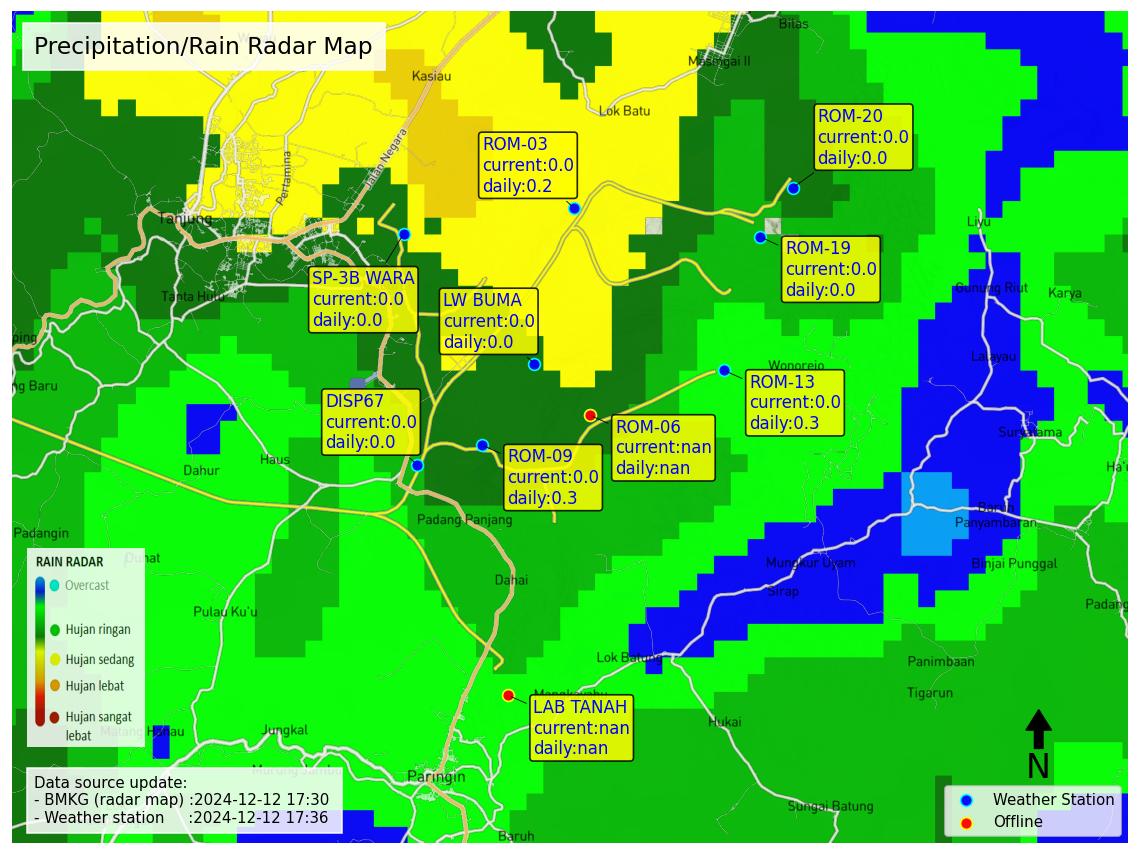 Precipitation/Rain Radar Map
Bilas
Masingai II
Kasiau
Lok Batu
ROM-20
current:0.0
daily:0.0
ROM-03
current:0.0
daily:0.2
Jalan Negara
Pertamina
Tanjung
Liyu
ROM-19
current:0.0
daily:0.0
SP-3B WARA
current:0.0
daily:0.0
LW BUMA
current:0.0
daily:0.0
Tanta Hulu
Gunung Riut
Karya
ping
Lalayau
Wonorejo
ng Baru
ROM-13
current:0.0
daily:0.3
DISP67
current:0.0
daily:0.0
ROM-06
current:nan
daily:nan
ROM-09
current:0.0
daily:0.3
Suryatama
Haus
Dahur
Ha'u
Baruh
Panyambaran
Padang Panjang
Padangin
Mungkur Uyam
Binjai Punggal
Dahai
Sirap
Padang
Pulau Ku'u
RAIN RADAR
Overcast
Hujan ringan
Hujan sedang
Hujan lebat
Hujan sangat
lebat
Lok Batung
Panimbaan
Tigarun
LAB TANAH
current:nan
daily:nan
Hukai
Jungkal
Paringin
Sungai Batung
Baruh
Data source update:
- BMKG (radar map) :2024-12-12 17:30
- Weather station :2024-12-12 17:36
N
Weather Station
Offline